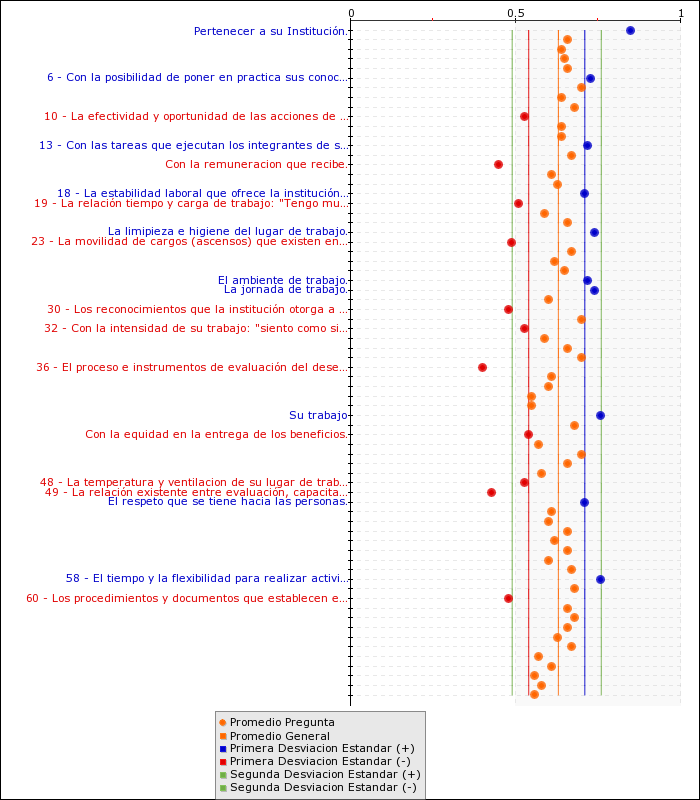 0
0.5
1
Pertenecer a su Institución.
6 - Con la posibilidad de poner en practica sus conoc...
10 - La efectividad y oportunidad de las acciones de ...
13 - Con las tareas que ejecutan los integrantes de s...
Con la remuneracion que recibe.
18 - La estabilidad laboral que ofrece la institución...
19 - La relación tiempo y carga de trabajo: "Tengo mu...
La limipieza e higiene del lugar de trabajo.
23 - La movilidad de cargos (ascensos) que existen en...
El ambiente de trabajo.
La jornada de trabajo.
30 - Los reconocimientos que la institución otorga a ...
32 - Con la intensidad de su trabajo: "siento como si...
36 - El proceso e instrumentos de evaluación del dese...
Su trabajo
Con la equidad en la entrega de los beneficios.
48 - La temperatura y ventilacion de su lugar de trab...
49 - La relación existente entre evaluación, capacita...
El respeto que se tiene hacia las personas.
58 - El tiempo y la flexibilidad para realizar activi...
60 - Los procedimientos y documentos que establecen e...
Promedio Pregunta
Promedio General
Primera Desviacion Estandar (+)
Primera Desviacion Estandar (-)
Segunda Desviacion Estandar (+)
Segunda Desviacion Estandar (-)